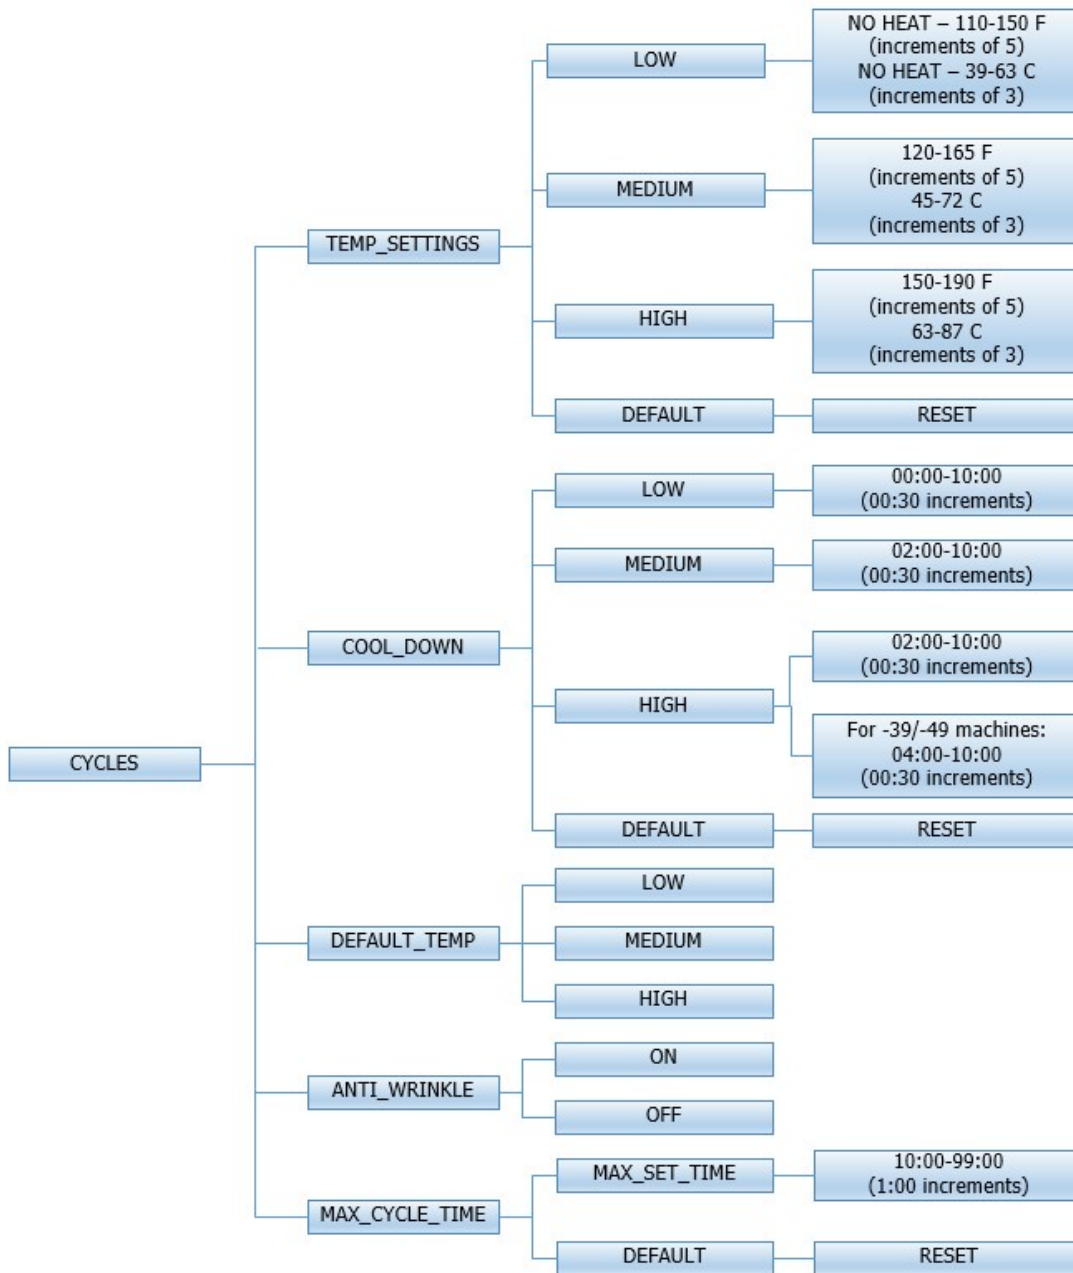 CYCLES
TEMP_SETTINGS
LOW
NO HEAT – 110-150 F
(increments of 5)
NO HEAT – 39-63 C
(increments of 3)
MEDIUM
120-165 F
(increments of 5)
45-72 C
(increments of 3)
HIGH
150-190 F
(increments of 5)
63-87 C
(increments of 3)
DEFAULT
RESET
COOL_DOWN
LOW
00:00-10:00
(00:30 increments)
MEDIUM
02:00-10:00
(00:30 increments)
HIGH
02:00-10:00
(00:30 increments)
For -39/-49 machines:
04:00-10:00
(00:30 increments)
DEFAULT
RESET
DEFAULT_TEMP
LOW
MEDIUM
HIGH
ANTI_WRINKLE
ON
OFF
MAX_CYCLE_TIME
MAX_SET_TIME
10:00-99:00
(1:00 increments)
DEFAULT
RESET